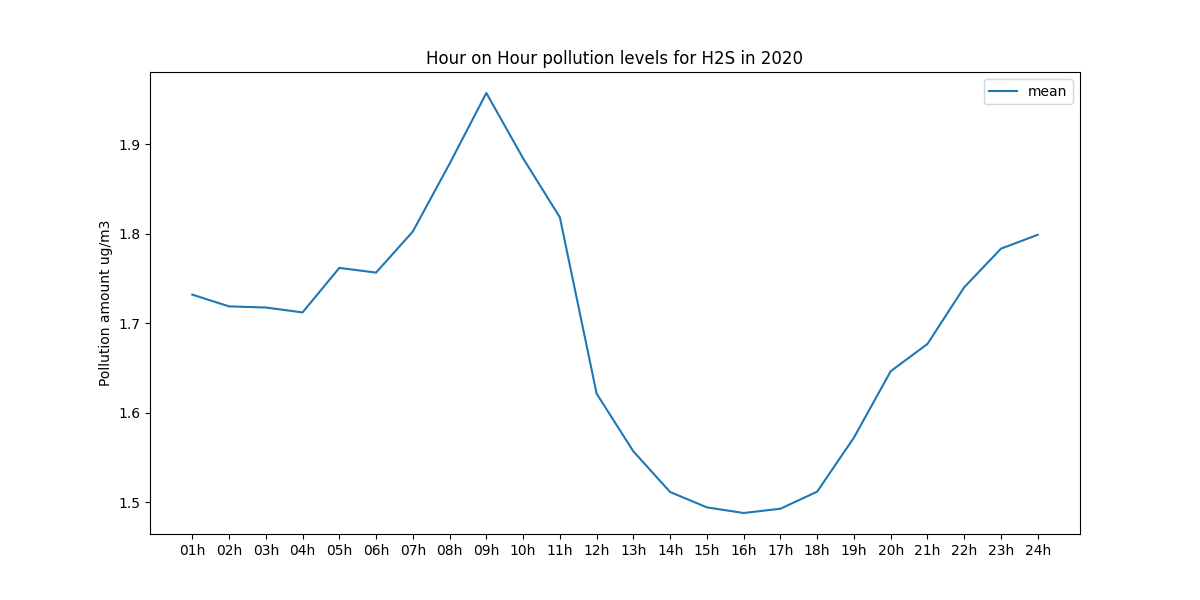 Hour on Hour pollution levels for H2S in 2020
mean
Pollution amount ug/m3
1.9
1.8
1.7
1.6
1.5
01h 02h 03h 04h 05h 06h 07h 08h 09h 10h 11h 12h 13h 14h 15h 16h 17h 18h 19h 20h 21h 22h 23h 24h